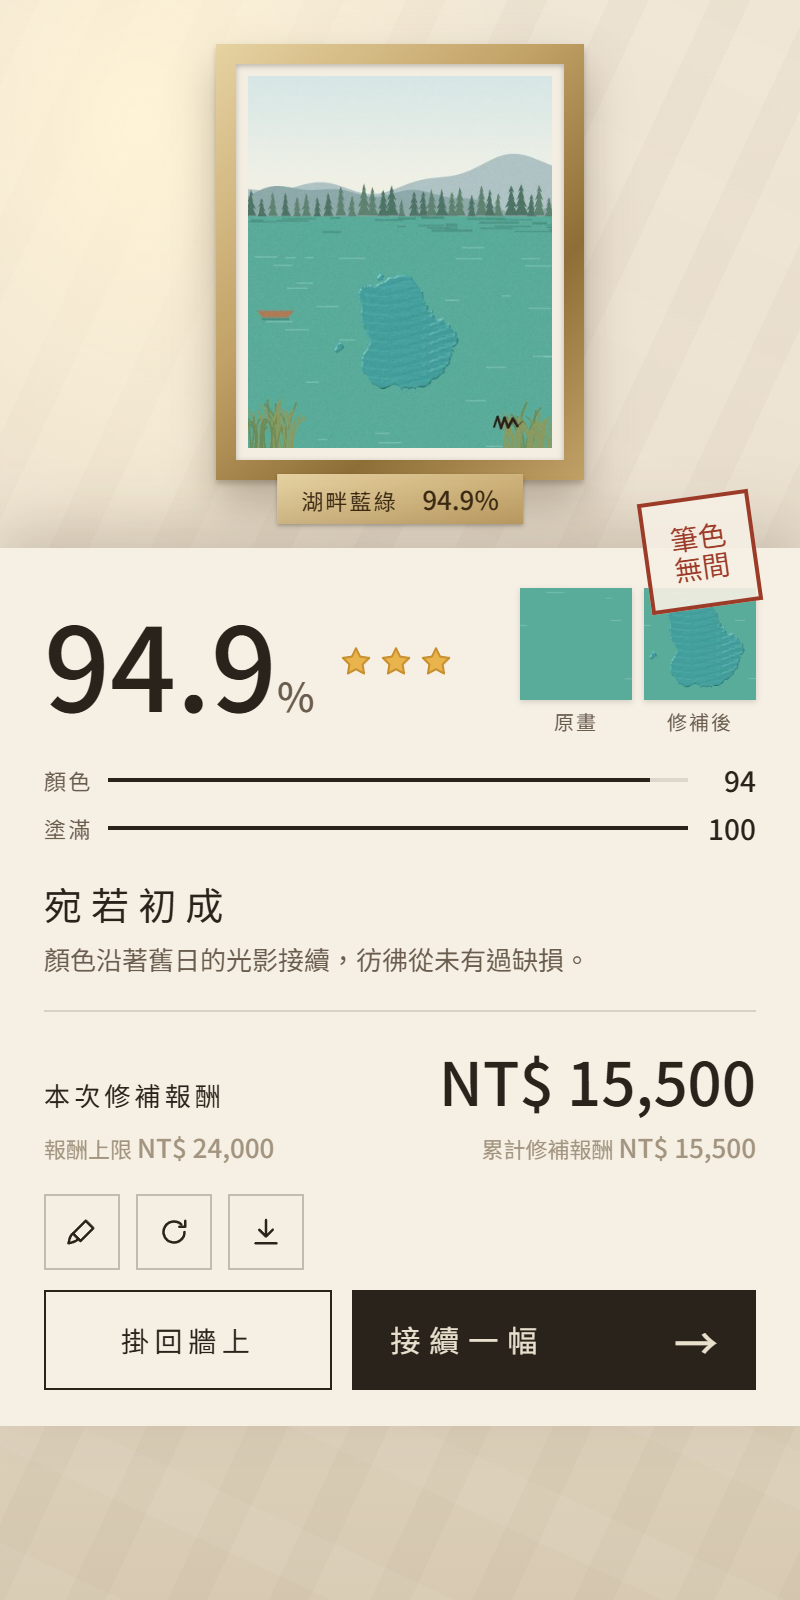 湖畔藍綠 94.9%
筆色
無間
94.9%
原畫 修補後
顏色 94
塗滿 100
宛若初成
顏色沿著舊日的光影接續，彷彿從未有過缺損。
本次修補報酬 NT$ 15,500
報酬上限 NT$ 24,000 累計修補報酬 NT$ 15,500
掛回牆上 接續一幅 →